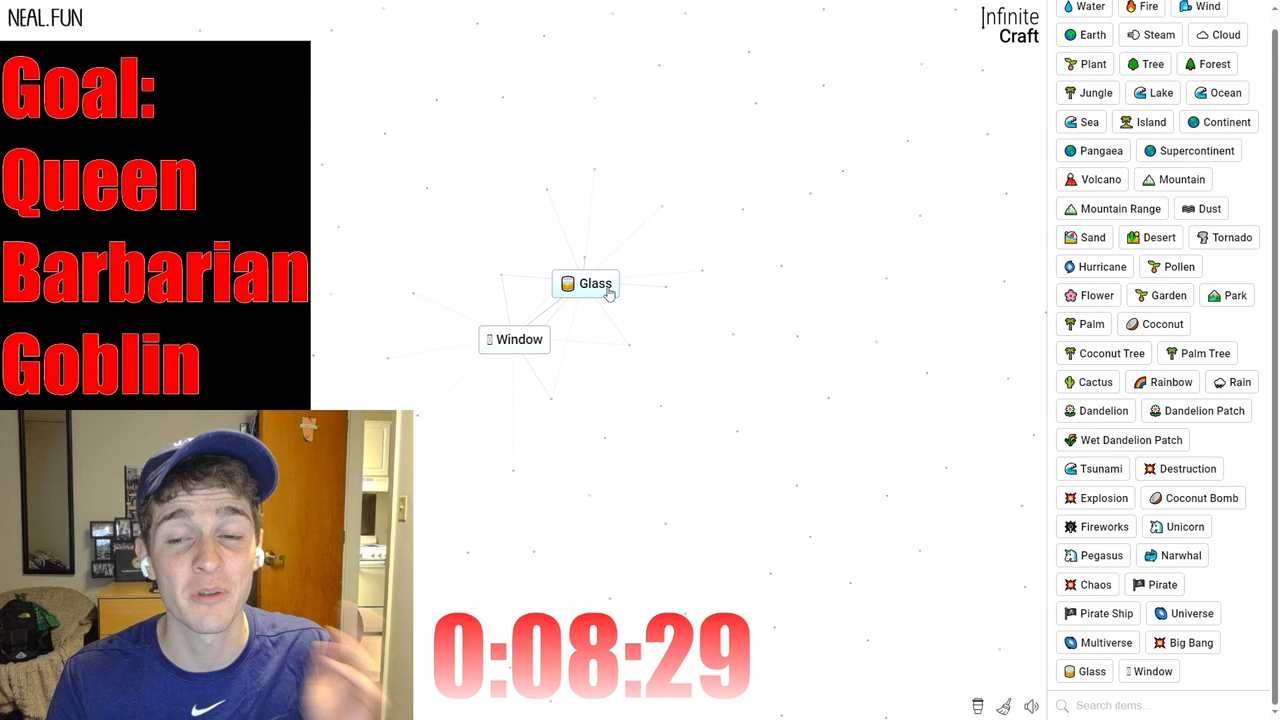 NEAL.FUN
Infinite
Craft
Goal:
Queen
Barbarian
Goblin
Glass
Window
0:08:29
Water Fire Wind
Earth Steam Cloud
Plant Tree Forest
Jungle Lake Ocean
Sea Island Continent
Pangaea Supercontinent
Volcano Mountain
Mountain Range Dust
Sand Desert Tornado
Hurricane Pollen
Flower Garden Park
Palm Coconut
Coconut Tree Palm Tree
Cactus Rainbow Rain
Dandelion Dandelion Patch
Wet Dandelion Patch
Tsunami Destruction
Explosion Coconut Bomb
Fireworks Unicorn
Pegasus Narwhal
Chaos Pirate
Pirate Ship Universe
Multiverse Big Bang
Glass Window
Search items...